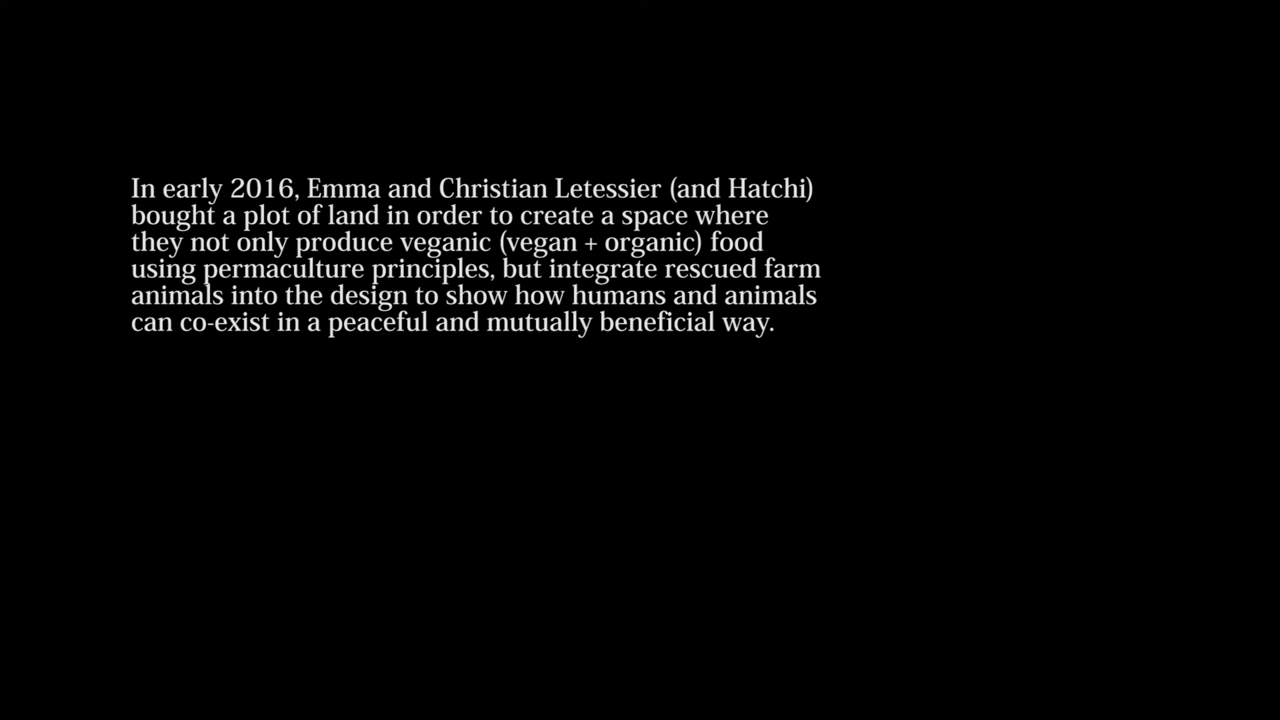 In early 2016, Emma and Christian Letessier (and Hatchi)
bought a plot of land in order to create a space where
they not only produce veganic (vegan + organic) food
using permaculture principles, but integrate rescued farm
animals into the design to show how humans and animals
can co-exist in a peaceful and mutually beneficial way.